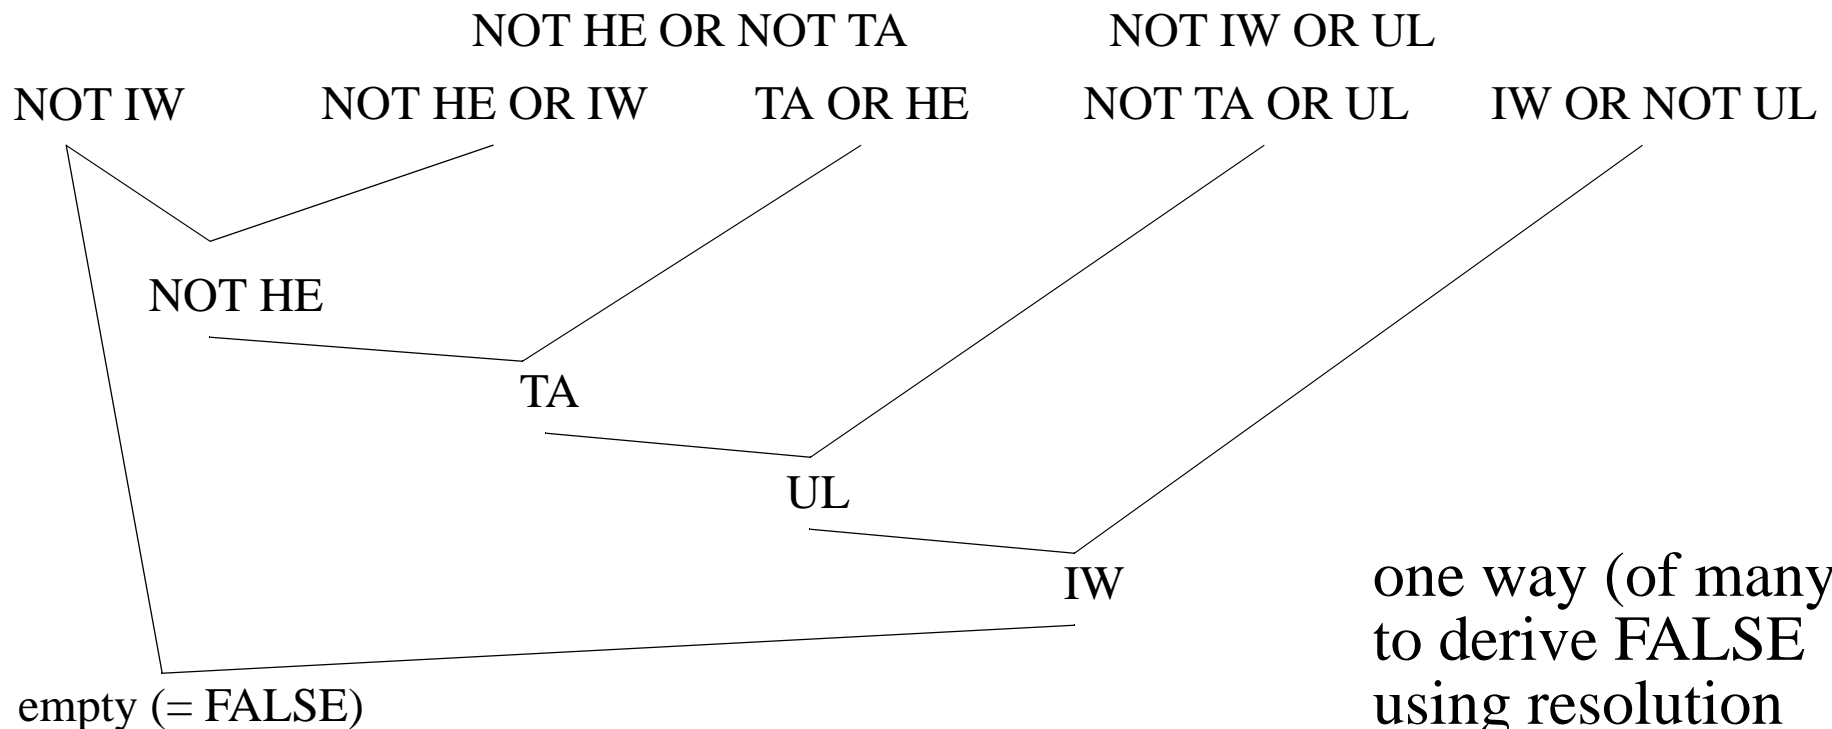 NOT HE OR NOT TA NOT IW OR UL
NOT IW NOT HE OR IW TA OR HE NOT TA OR UL IW OR NOT UL
NOT HE
TA
UL
IW
one way (of many
to derive FALSE
using resolution
empty (= FALSE)